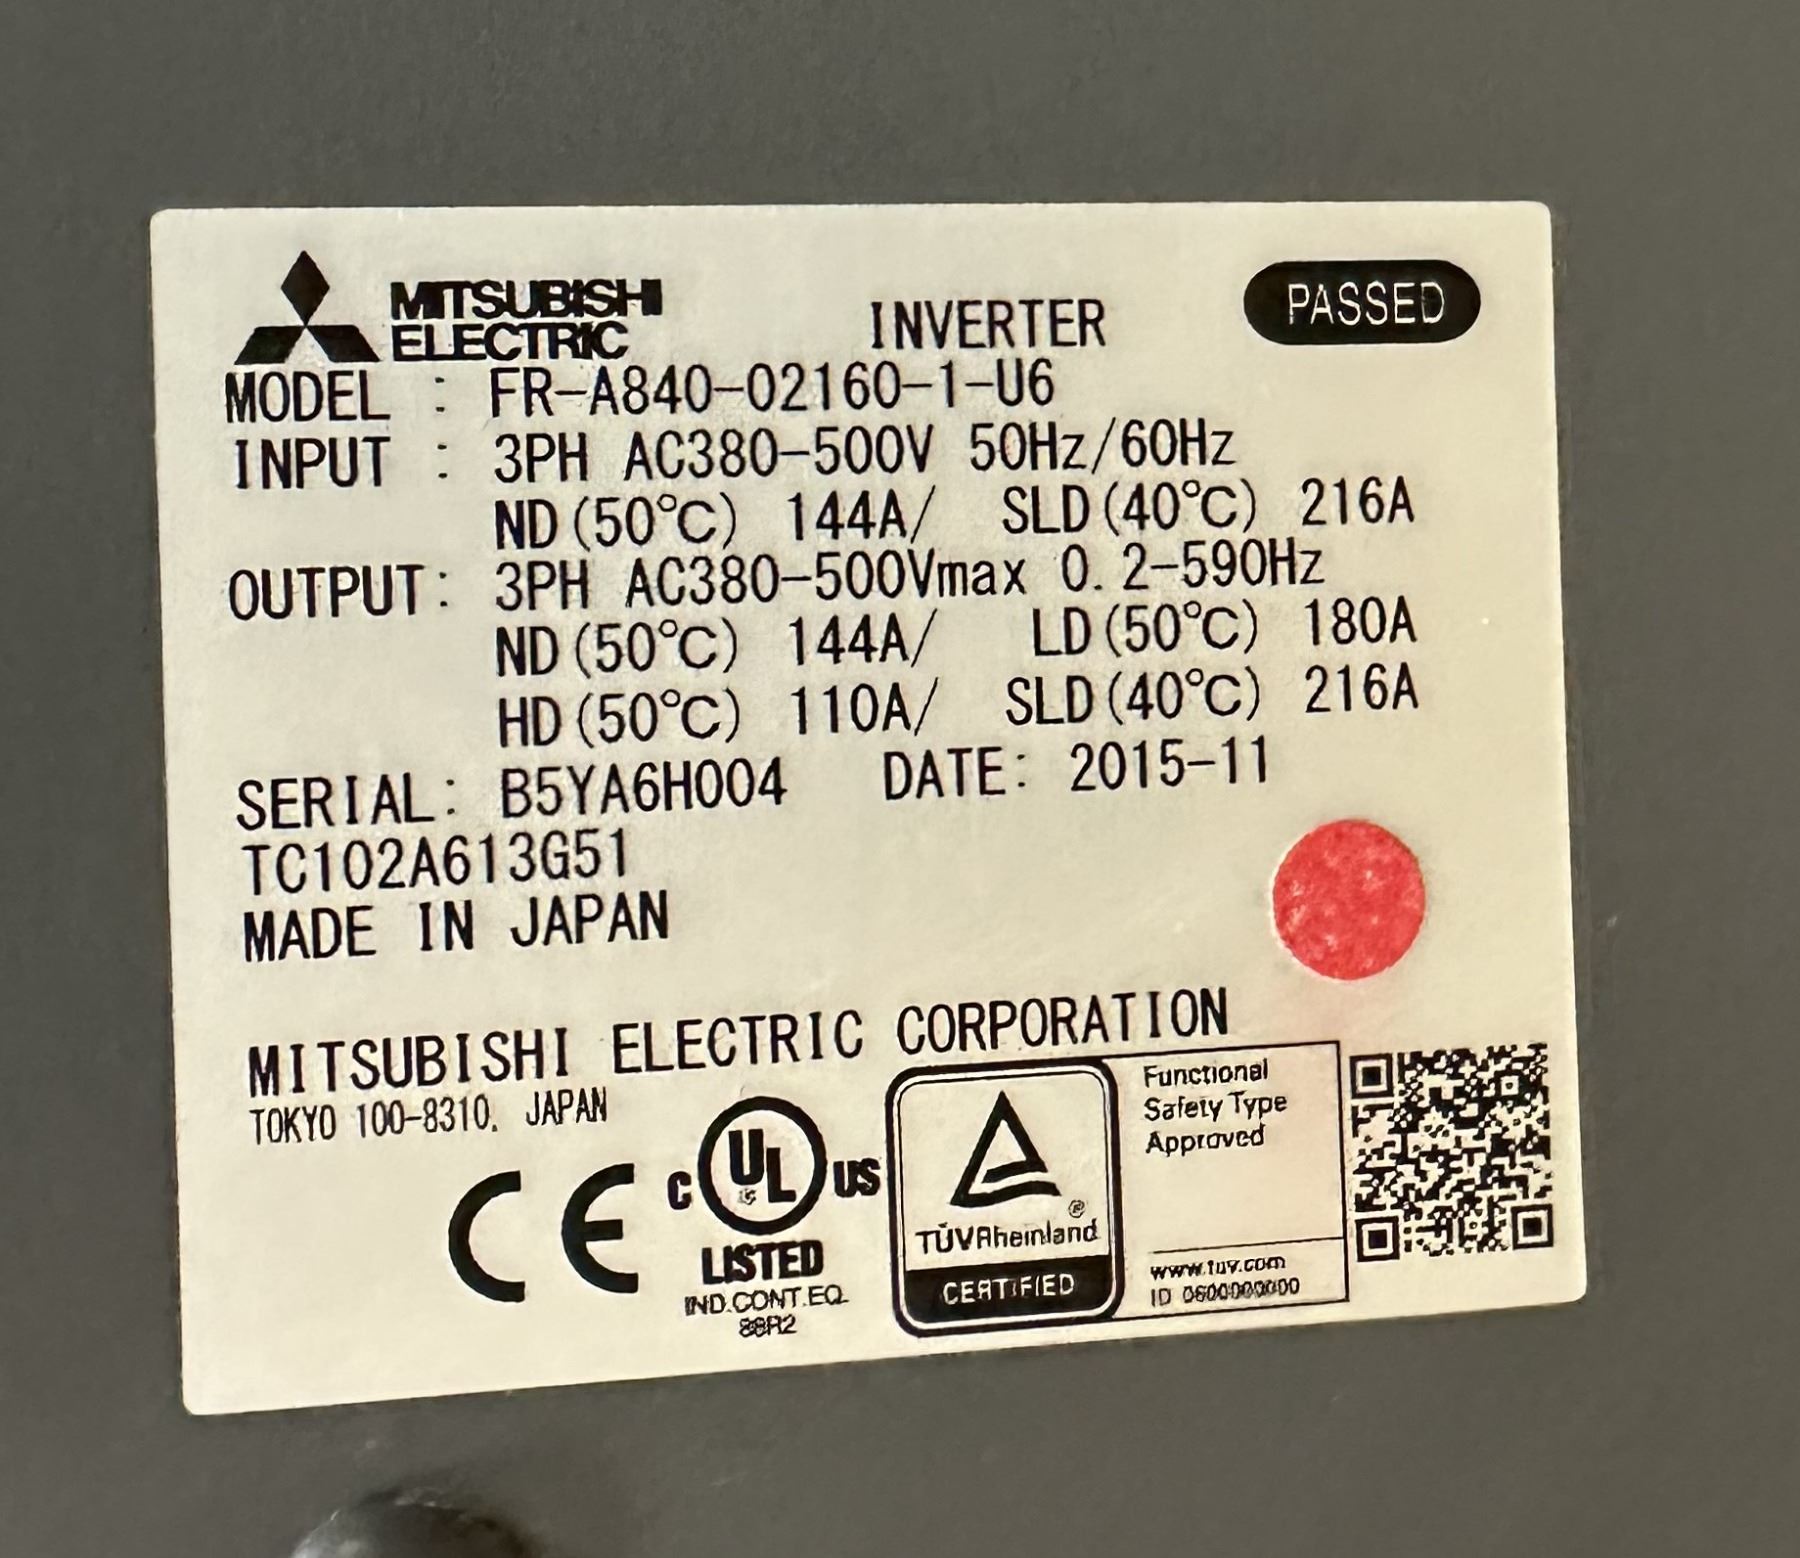 MITSUBISHI
ELECTRIC
INVERTER
PASSED
MODEL : FR-A840-02160-1-U6
INPUT : 3PH AC380-500V 50Hz/60Hz
ND(50℃) 144A/ SLD(40℃) 216A
OUTPUT: 3PH AC380-500Vmax 0.2-590Hz
ND(50℃) 144A/ LD(50℃) 180A
HD(50℃) 110A/ SLD(40℃) 216A
SERIAL: B5YA6H004 DATE: 2015-11
TC102A613G51
MADE IN JAPAN
MITSUBISHI ELECTRIC CORPORATION
TOKYO 100-8310, JAPAN
CE
C UL US
LISTED
IND.CONT.EQ.
88R2
TÜVRheinland
®
CERTIFIED
Functional
Safety Type
Approved
www.tuv.com
ID 0600000000